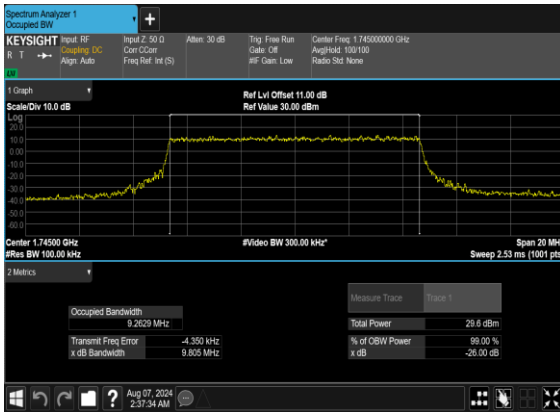 Spectrum Analyzer 1
Occupied BW
+
KEYSIGHT
R T
Input: RF
Coupling: DC
Align: Auto
Input Z: 50 Ω
Corr CCorr
Freq Ref: Int (S)
Atten: 30 dB
Trig: Free Run
Gate: Off
#IF Gain: Low
Center Freq: 1.745000000 GHz
Avg|Hold: 100/100
Radio Std: None
1 Graph
Scale/Div 10.0 dB
Ref Lvl Offset 11.00 dB
Ref Value 30.00 dBm
Log
20.0
10.0
0.00
-10.0
-20.0
-30.0
-40.0
-50.0
-60.0
Center 1.74500 GHz
#Res BW 100.00 kHz
#Video BW 300.00 kHz*
Span 20 MH
Sweep 2.53 ms (1001 pts
2 Metrics
Measure Trace
Trace 1
Occupied Bandwidth
9.2629 MHz
Total Power
29.6 dBm
Transmit Freq Error
-4.350 kHz
% of OBW Power
99.00 %
x dB Bandwidth
9.805 MHz
x dB
-26.00 dB
?
Aug 07, 2024
2:37:34 AM